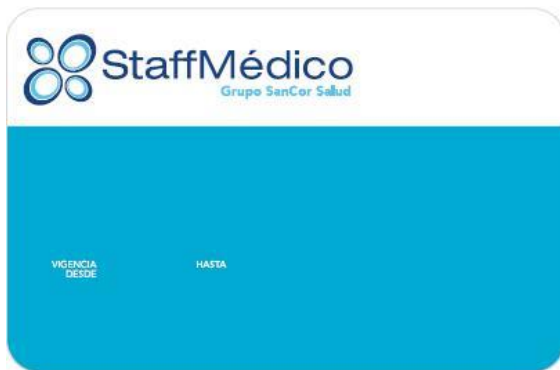 StaffMédico
Grupo SanCor Salud
VIGENCIA
DESDE
HASTA